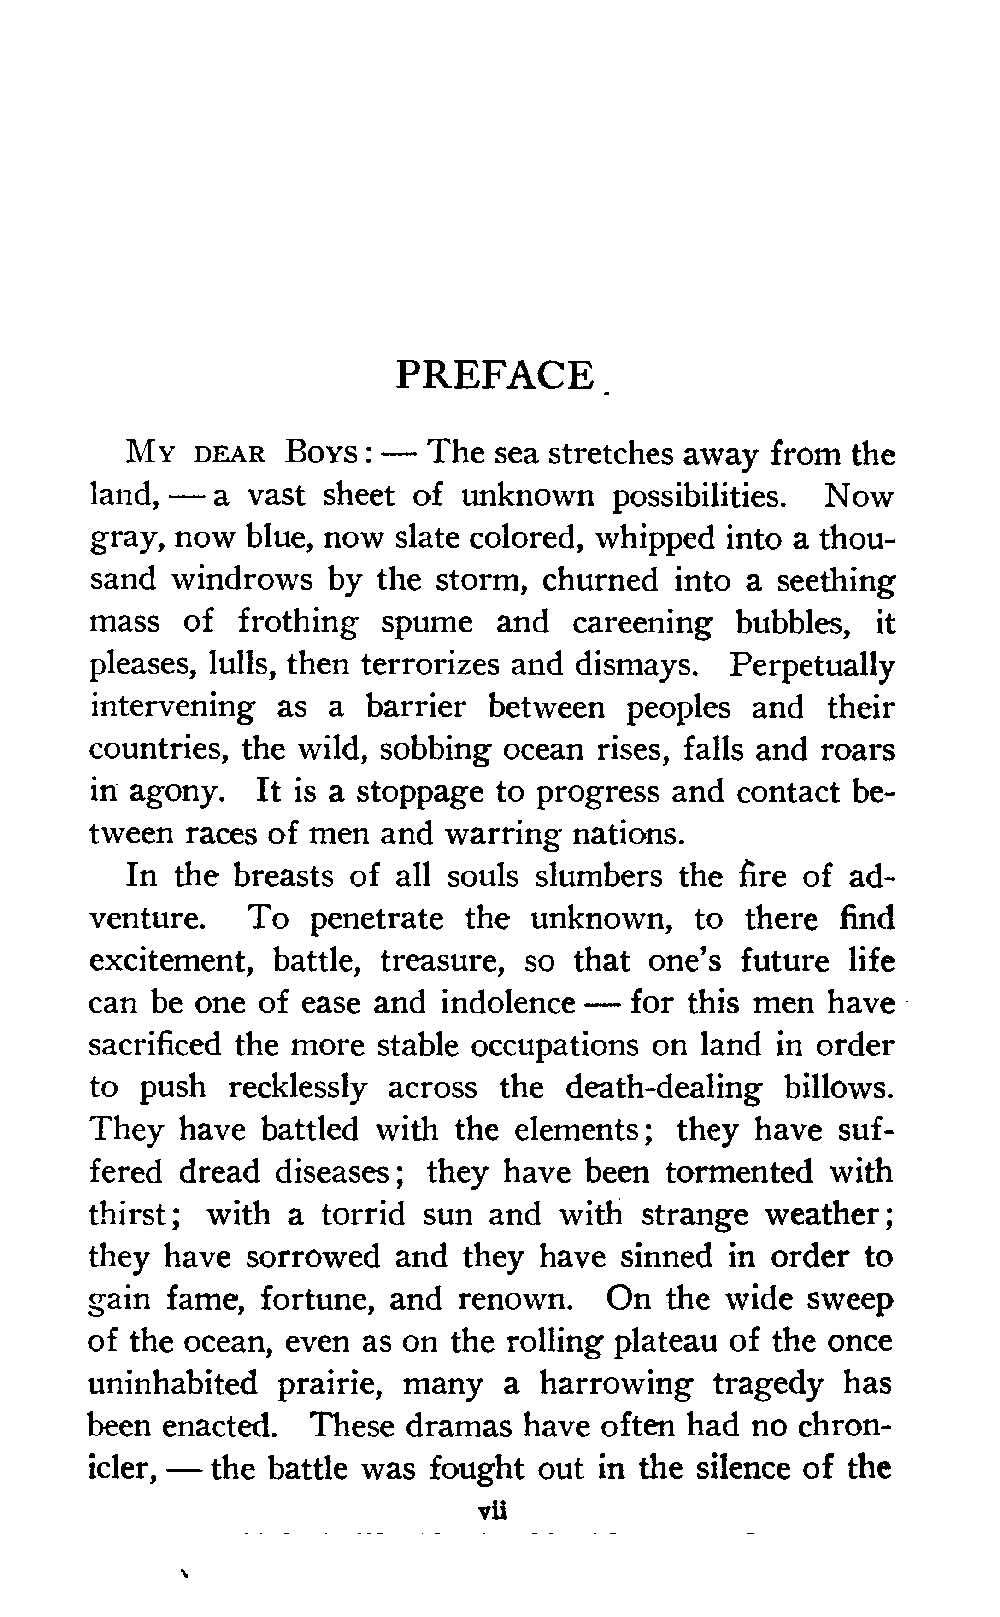 PREFACE
MY DEAR BOYS: — The sea stretches away from the
land, — a vast sheet of unknown possibilities. Now
gray, now blue, now slate colored, whipped into a thou-
sand windrows by the storm, churned into a seething
mass of frothing spume and careening bubbles, it
pleases, lulls, then terrorizes and dismays. Perpetually
intervening as a barrier between peoples and their
countries, the wild, sobbing ocean rises, falls and roars
in agony. It is a stoppage to progress and contact be-
tween races of men and warring nations.
In the breasts of all souls slumbers the fire of ad-
venture. To penetrate the unknown, to there find
excitement, battle, treasure, so that one's future life
can be one of ease and indolence — for this men have
sacrificed the more stable occupations on land in order
to push recklessly across the death-dealing billows.
They have battled with the elements; they have suf-
fered dread diseases; they have been tormented with
thirst; with a torrid sun and with strange weather;
they have sorrowed and they have sinned in order to
gain fame, fortune, and renown. On the wide sweep
of the ocean, even as on the rolling plateau of the once
uninhabited prairie, many a harrowing tragedy has
been enacted. These dramas have often had no chron-
icler, — the battle was fought out in the silence of the
vii